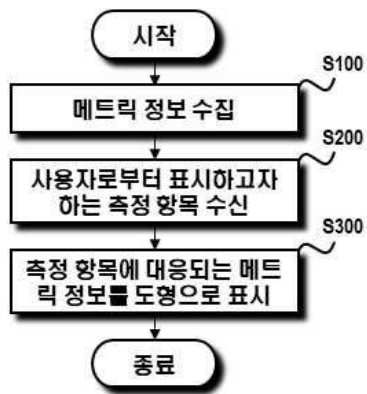 시작
S100
메트릭 정보 수집
S200
사용자로부터 표시하고자
하는 측정 항목 수신
S300
측정 항목에 대응되는 메트
릭 정보를 도형으로 표시
종료